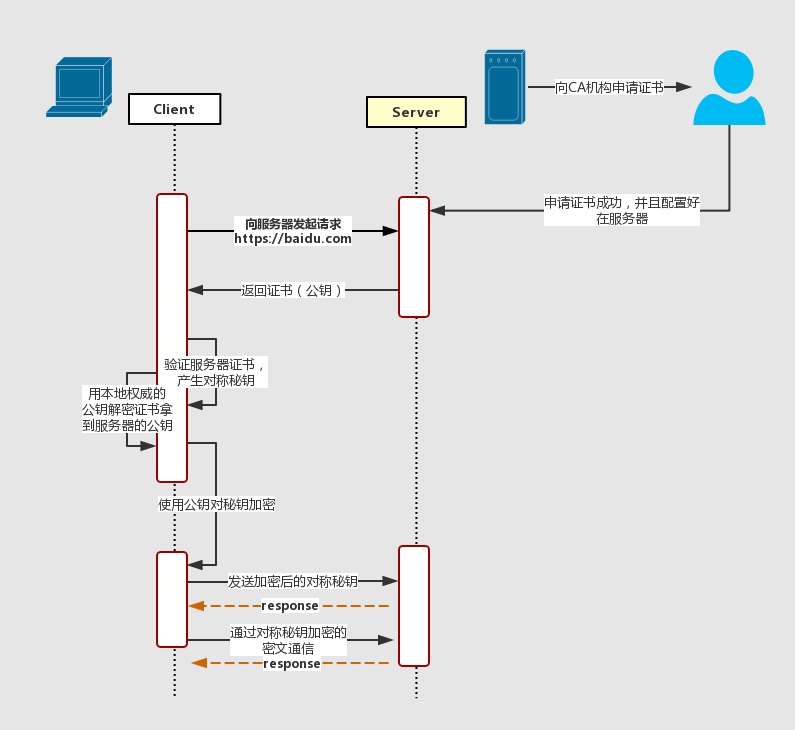 向CA机构申请证书
Client
Server
申请证书成功，并且配置好
在服务器
向服务器发起请求
https://baidu.com
返回证书（公钥）
验证服务器证书，
产生对称秘钥
用本地权威的
公钥解密证书拿
到服务器的公钥
使用公钥对秘钥加密
发送加密后的对称秘钥
response
通过对称秘钥加密的
密文通信
response